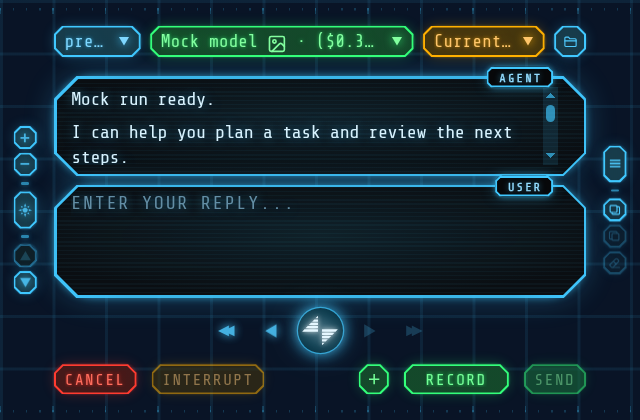 pre…
Mock model · ($0.3…
Current…
AGENT
Mock run ready.
I can help you plan a task and review the next
steps.
USER
ENTER YOUR REPLY...
CANCEL
INTERRUPT
+
RECORD
SEND